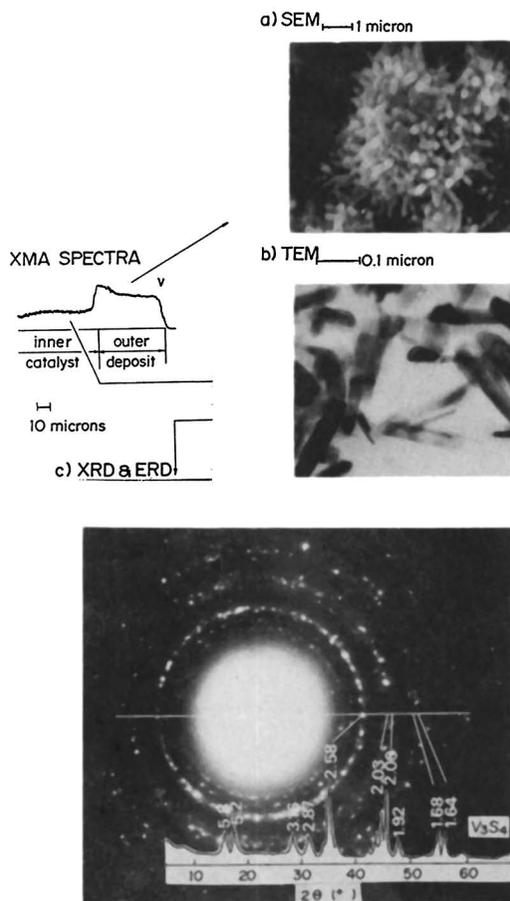 a) SEM 1 micron
XMA SPECTRA
b) TEM 0.1 micron
V
inner outer
catalyst deposit
10 microns
c) XRD & ERD
2.58
2.03
1.92
2.87
1.68
1.64
V3S4
10 20 30 40 50 60
2θ (°)